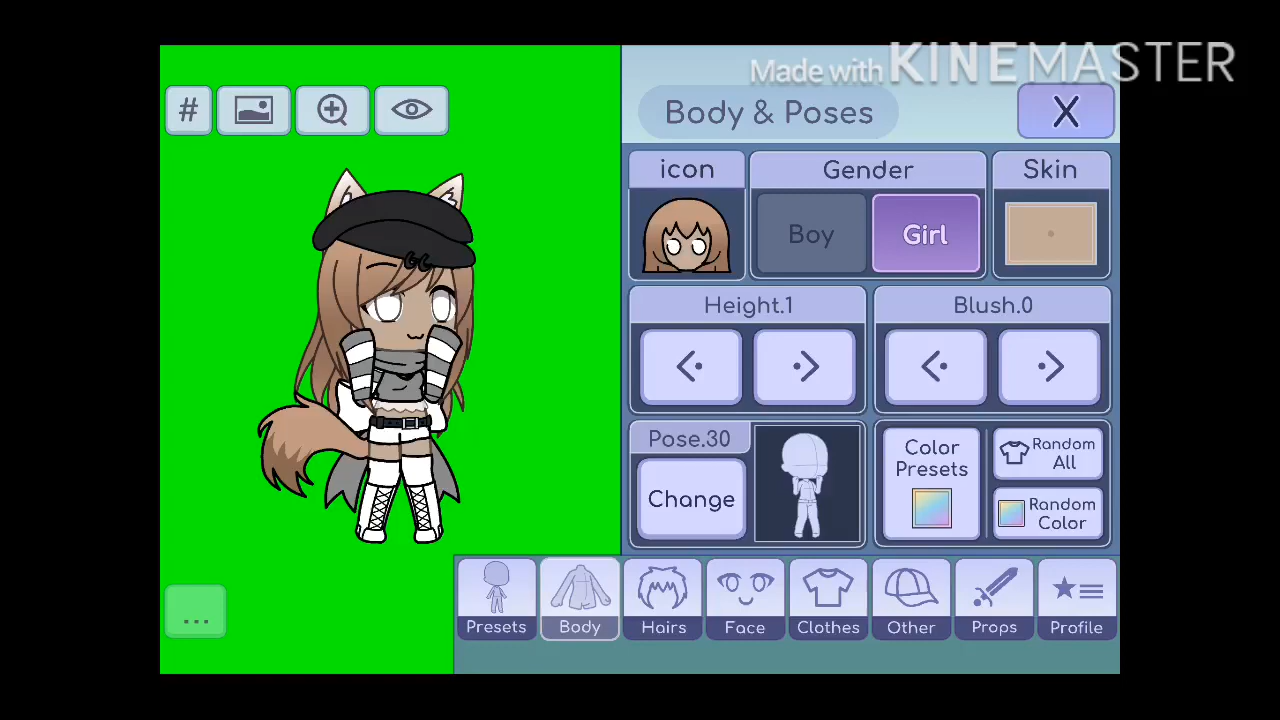 Made with KINEMASTER
#
Body & Poses
X
icon
Gender
Skin
Boy
Girl
Height.1
Blush.0
Pose.30
Change
Color
Presets
Random
All
Random
Color
...
Presets
Body
Hairs
Face
Clothes
Other
Props
Profile